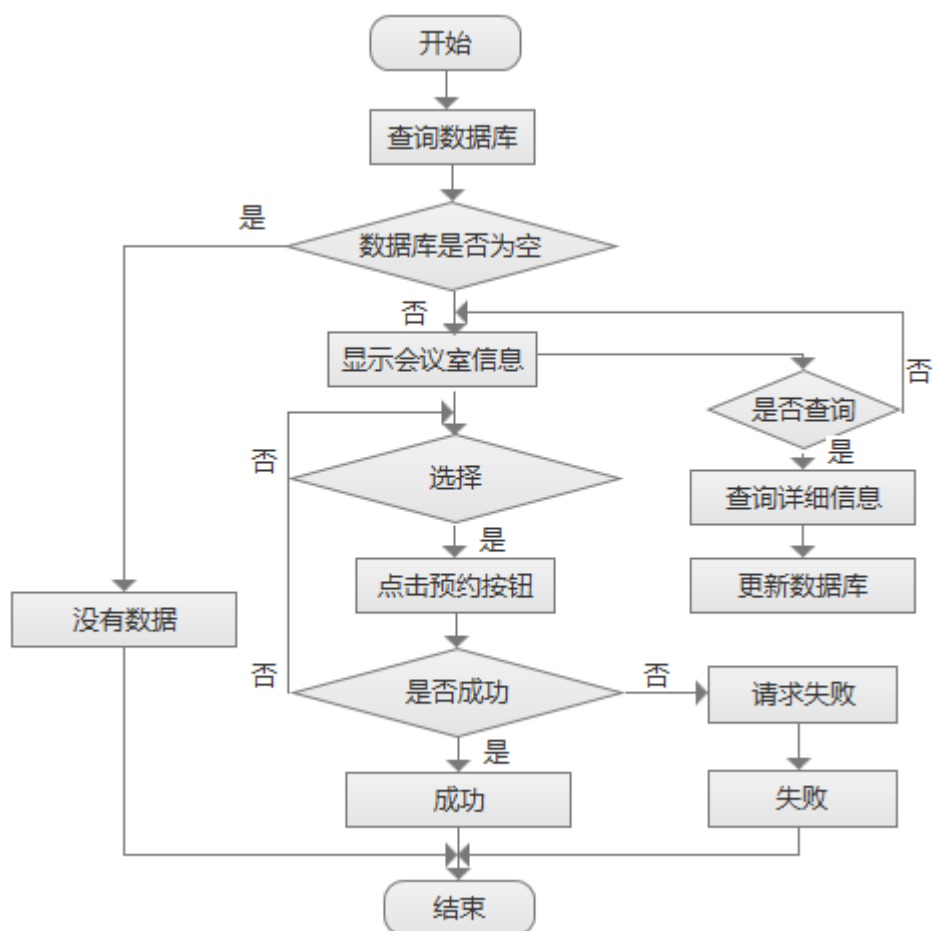 开始
查询数据库
是
数据库是否为空
否
显示会议室信息
否
是否查询
否
选择
是
查询详细信息
是
点击预约按钮
更新数据库
没有数据
否
是否成功
否
请求失败
是
成功
失败
结束